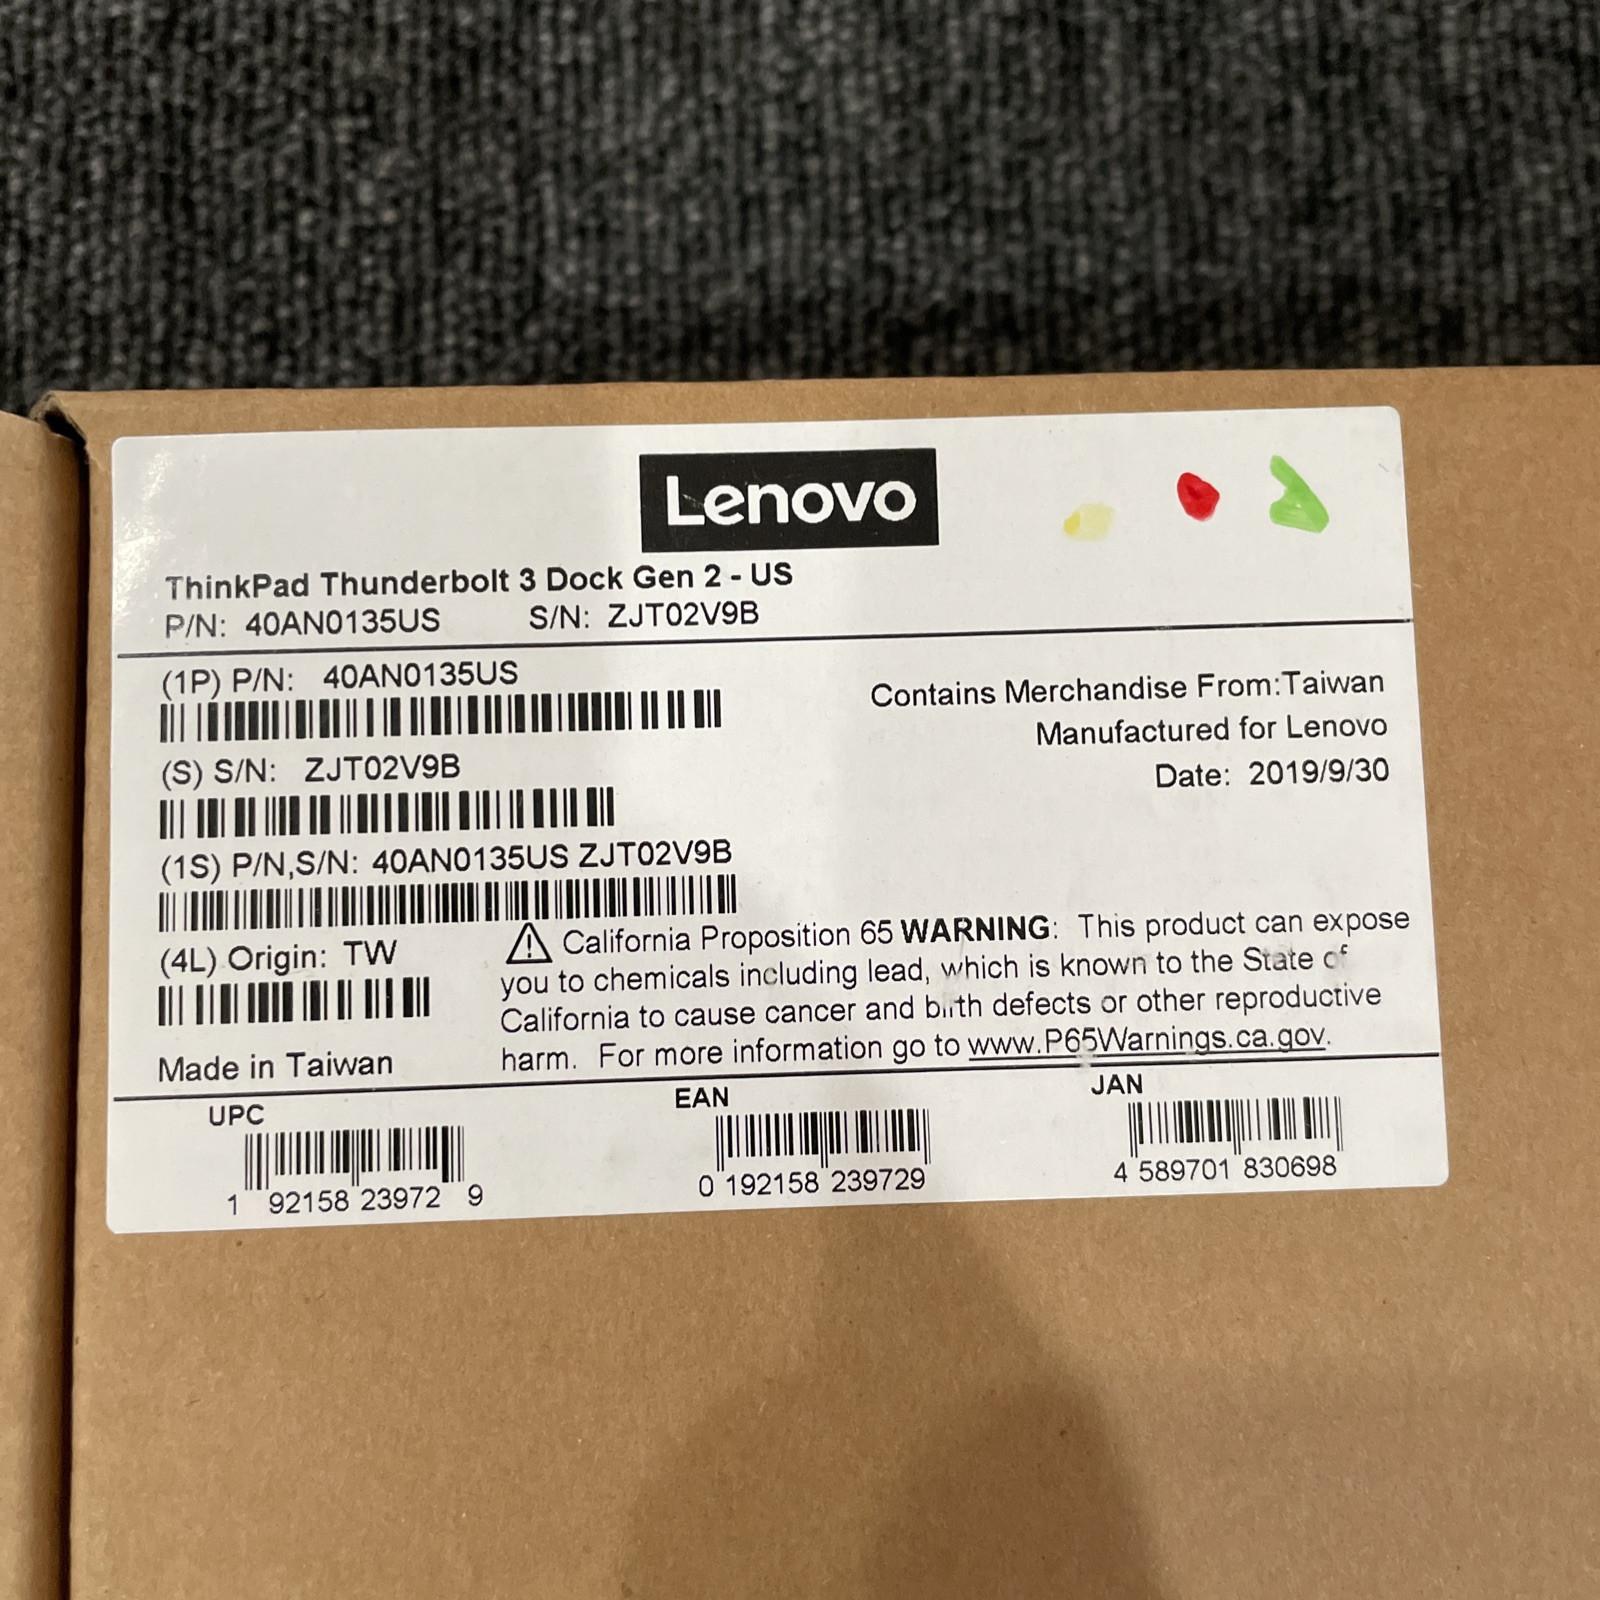 Lenovo
ThinkPad Thunderbolt 3 Dock Gen 2 - US
P/N: 40AN0135US S/N: ZJT02V9B
(1P) P/N: 40AN0135US
(S) S/N: ZJT02V9B
(1S) P/N,S/N: 40AN0135US ZJT02V9B
(4L) Origin: TW
Made in Taiwan
Contains Merchandise From:Taiwan
Manufactured for Lenovo
Date: 2019/9/30
California Proposition 65 WARNING: This product can expose
you to chemicals including lead, which is known to the State of
California to cause cancer and birth defects or other reproductive
harm. For more information go to www.P65Warnings.ca.gov.
UPC
1 92158 23972 9
EAN
0 192158 239729
JAN
4 589701 830698